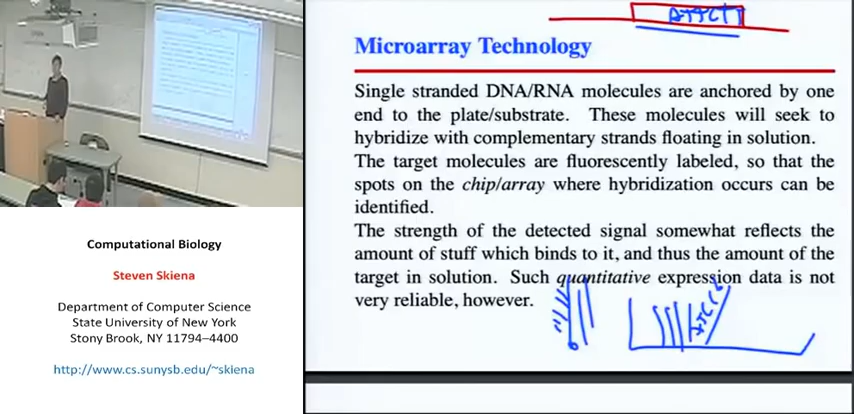 Computational Biology
Steven Skiena
Department of Computer Science
State University of New York
Stony Brook, NY 11794–4400
http://www.cs.sunysb.edu/~skiena
Microarray Technology
Single stranded DNA/RNA molecules are anchored by one
end to the plate/substrate. These molecules will seek to
hybridize with complementary strands floating in solution.
The target molecules are fluorescently labeled, so that the
spots on the chip/array where hybridization occurs can be
identified.
The strength of the detected signal somewhat reflects the
amount of stuff which binds to it, and thus the amount of the
target in solution. Such quantitative expression data is not
very reliable, however.